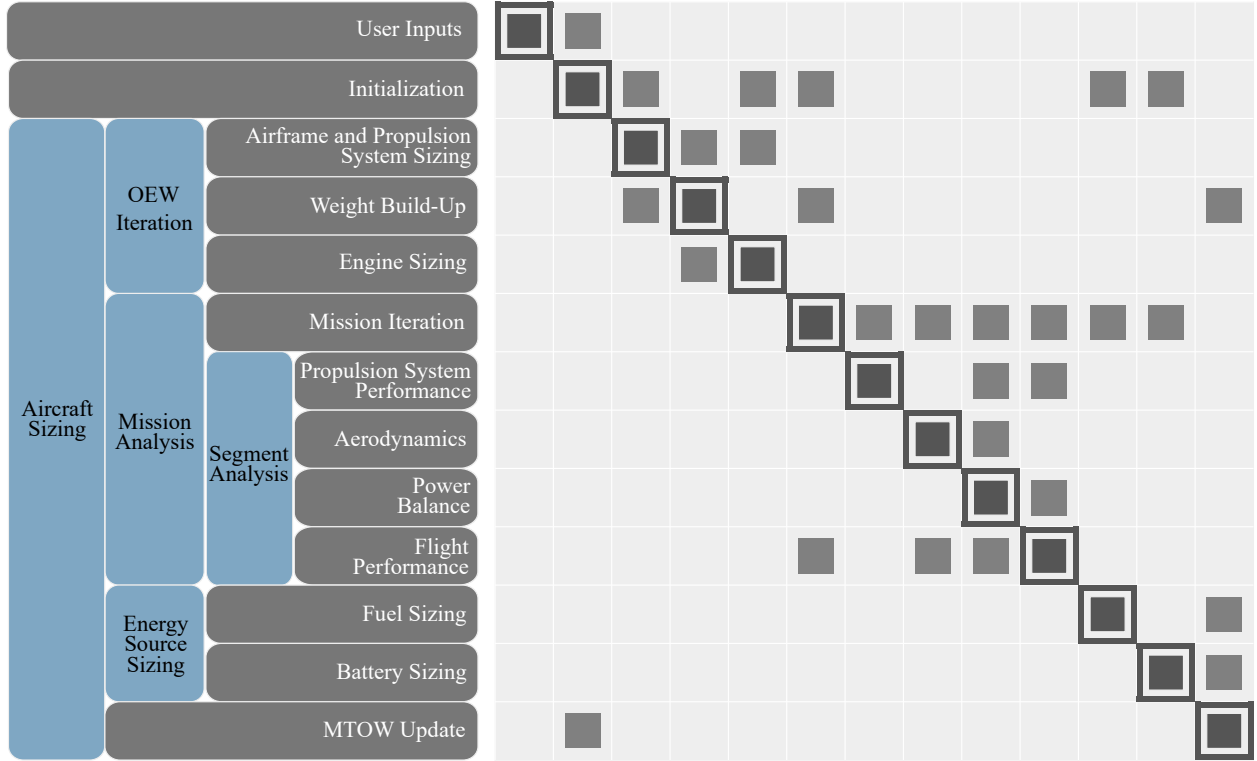 User Inputs
Initialization
Airframe and Propulsion
System Sizing
OEW
Iteration
Weight Build-Up
Engine Sizing
Mission Iteration
Propulsion System
Performance
Aircraft
Sizing
Mission
Analysis
Segment
Analysis
Aerodynamics
Power
Balance
Flight
Performance
Energy
Source
Sizing
Fuel Sizing
Battery Sizing
MTOW Update